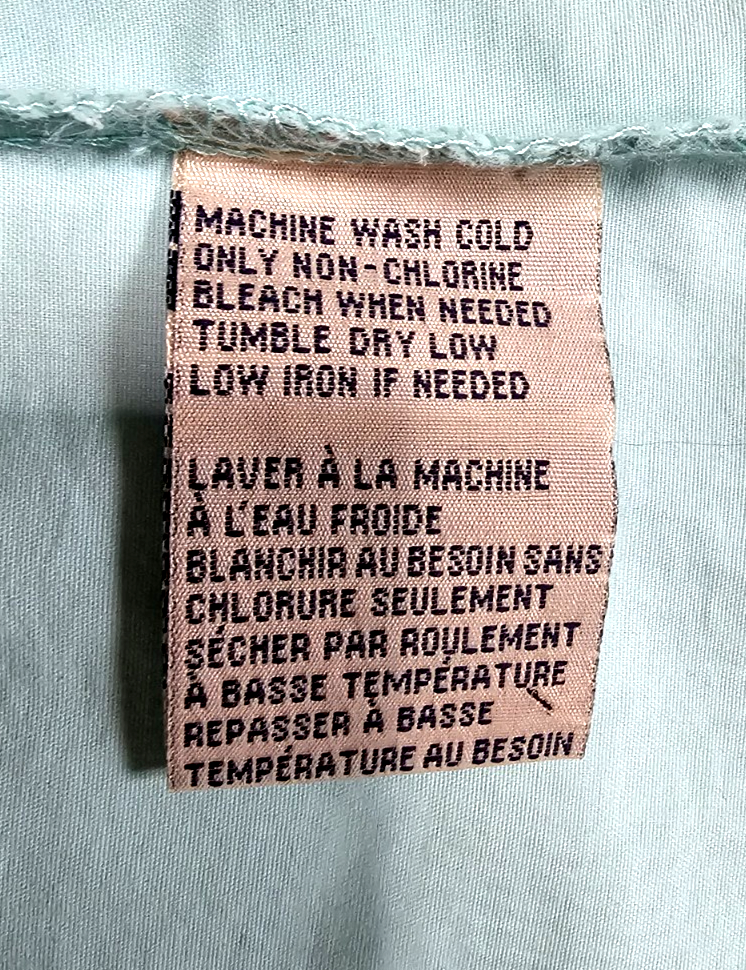 MACHINE WASH COLD
ONLY NON-CHLORINE
BLEACH WHEN NEEDED
TUMBLE DRY LOW
LOW IRON IF NEEDED
LAVER À LA MACHINE
À L'EAU FROIDE
BLANCHIR AU BESOIN SANS
CHLORURE SEULEMENT
SÉCHER PAR ROULEMENT
À BASSE TEMPÉRATURE
REPASSER À BASSE
TEMPÉRATURE AU BESOIN